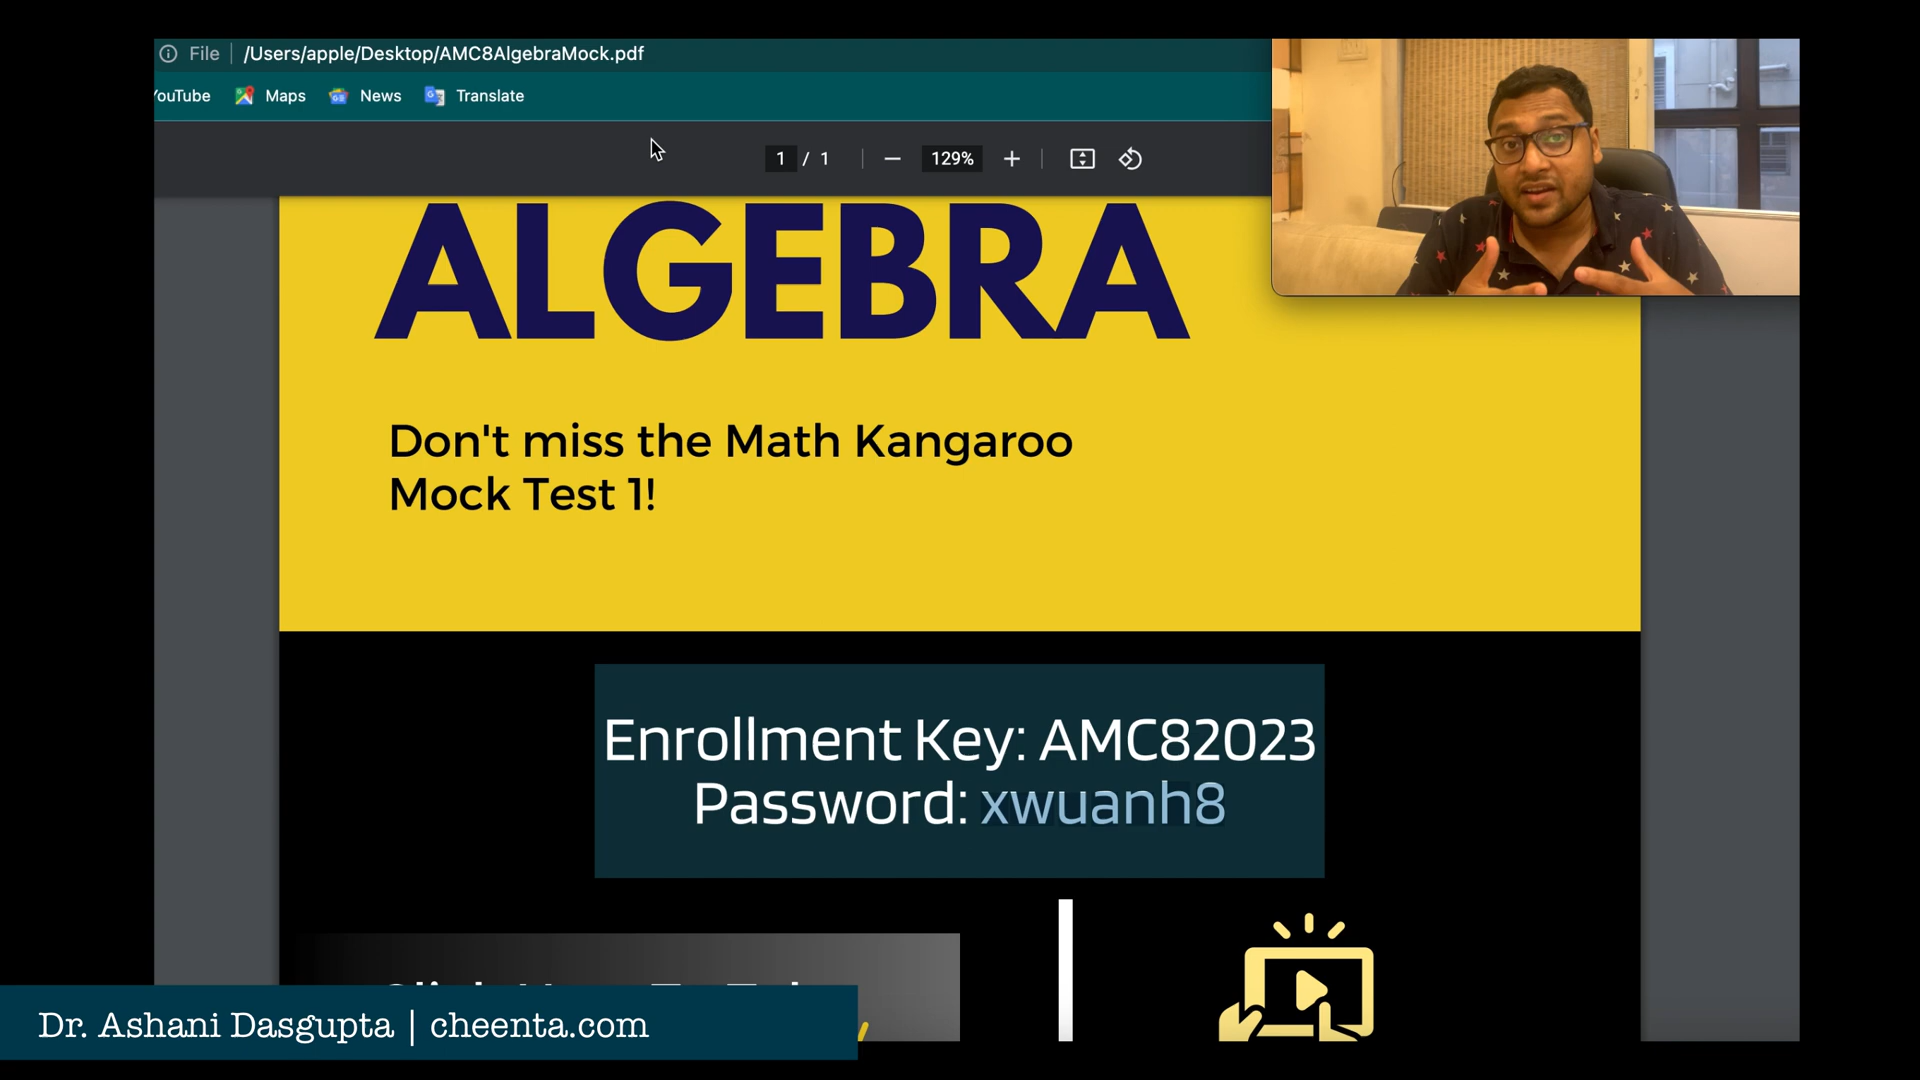 File | /Users/apple/Desktop/AMC8AlgebraMock.pdf
YouTube Maps News Translate
1 / 1 129%
ALGEBRA
Don't miss the Math Kangaroo
Mock Test 1!
Enrollment Key: AMC82023
Password: xwuanh8
Dr. Ashani Dasgupta | cheenta.com